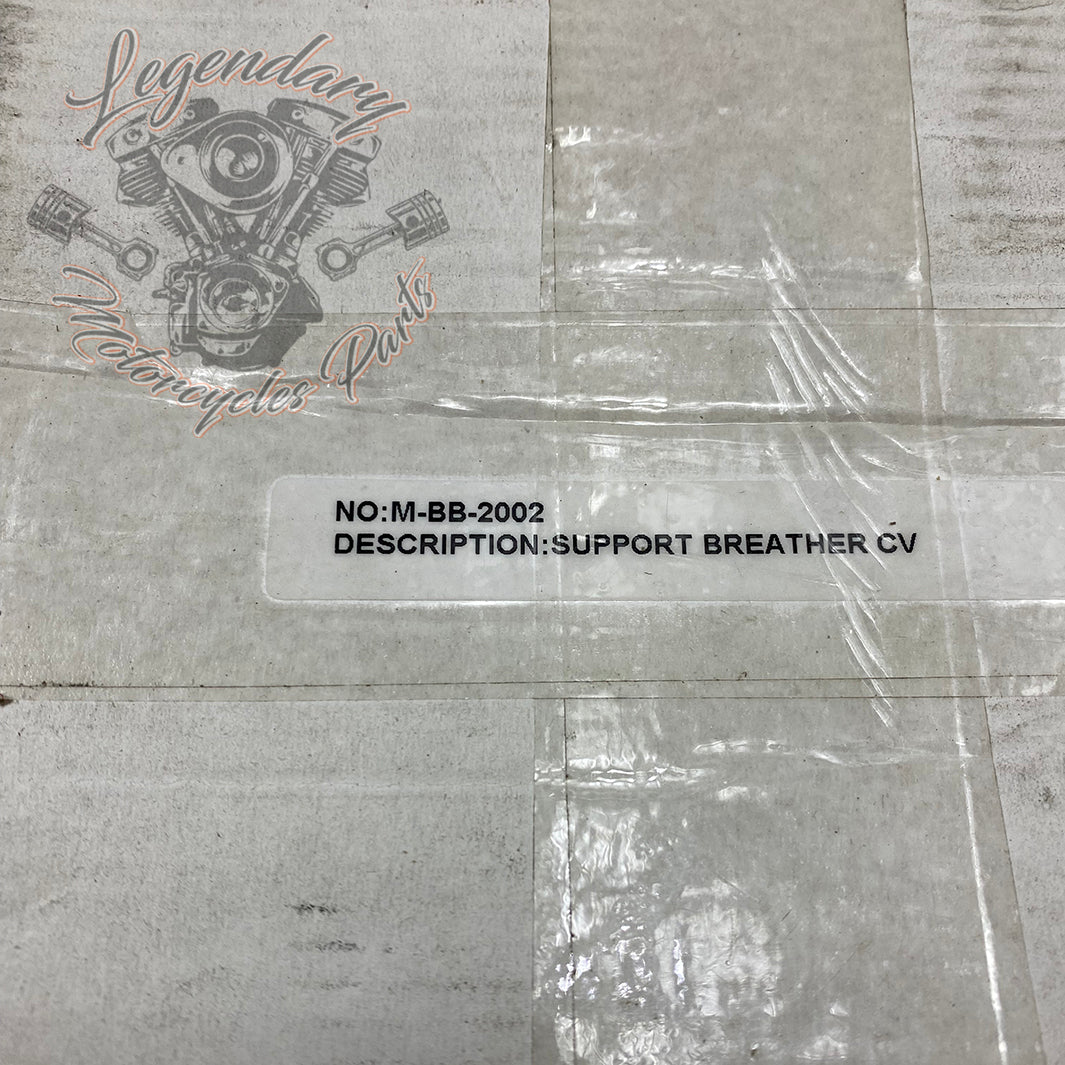 Legendary
Motorcycles Parts
NO:M-BB-2002
DESCRIPTION:SUPPORT BREATHER CV